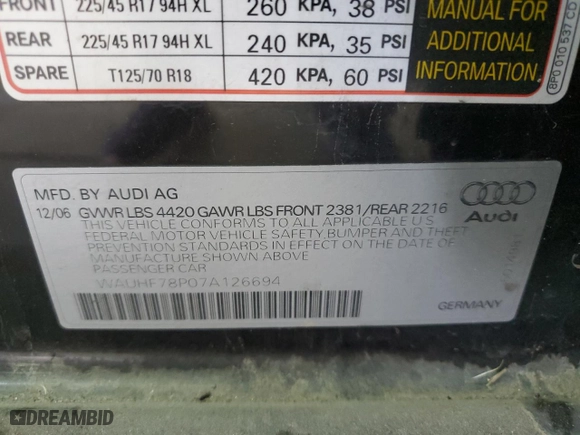 FRONT 225/45 R17 94H XL 260 KPA, 38 PSI
REAR 225/45 R17 94H XL 240 KPA, 35 PSI
SPARE T125/70 R18 420 KPA, 60 PSI
MANUAL FOR
ADDITIONAL
INFORMATION.
8P0 010 537 CD
MFD. BY AUDI AG
12/06 GVWR LBS 4420 GAWR LBS FRONT 2381/REAR 2216
THIS VEHICLE CONFORMS TO ALL APPLICABLE U.S.
FEDERAL MOTOR VEHICLE SAFETY, BUMPER AND THEFT
PREVENTION STANDARDS IN EFFECT ON THE DATE OF
MANUFACTURE SHOWN ABOVE
PASSENGER CAR
WAUHF78P07A126694
Audi
GERMANY
DREAMBID